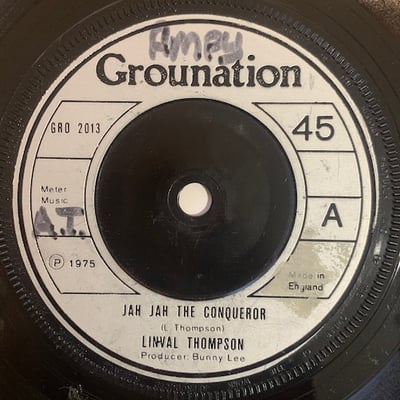 AMPY
Grounation
GRO 2013
45
Meter
Music
A
A.T.
Ⓟ 1975
Made in
England
JAH JAH THE CONQUEROR
(L Thompson)
LINVAL THOMPSON
Producer: Bunny Lee